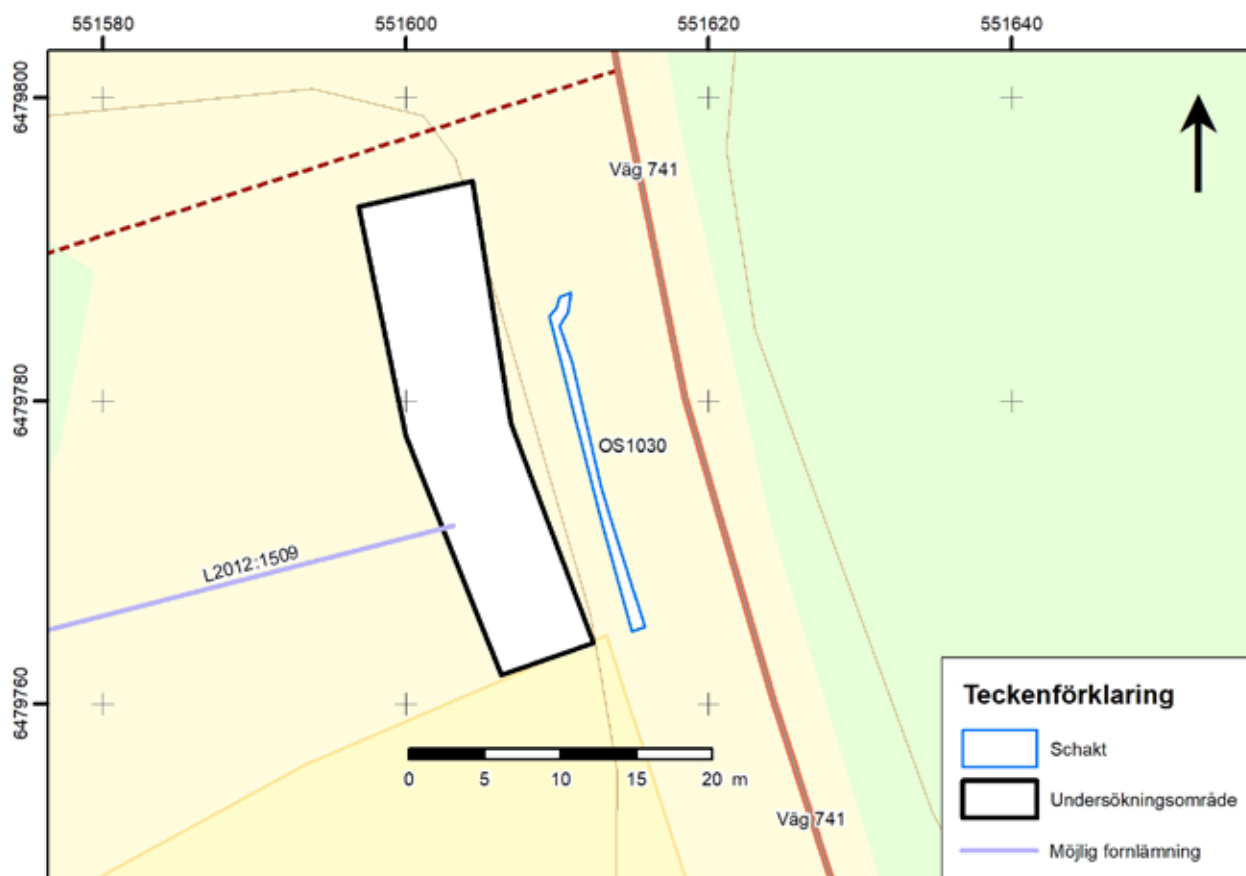 551580 551600 551620 551640
6479800
Väg 741
6479780
OS1030
L2012:1509
6479760
0 5 10 15 20 m
Väg 741
Teckenförklaring
Schakt
Undersökningsområde
Möjlig fornlämning